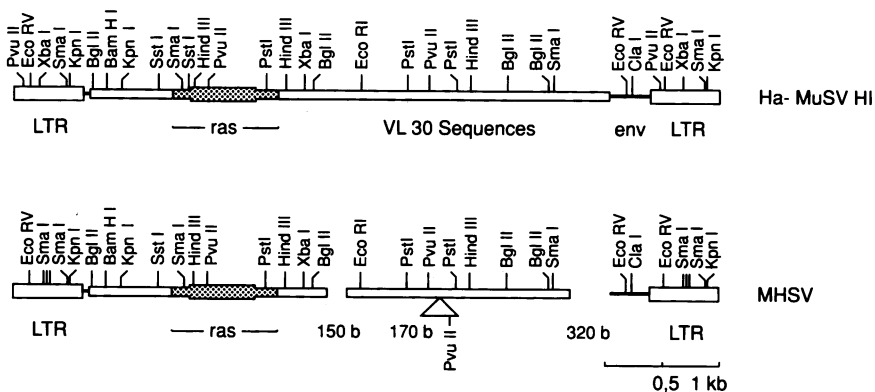 Pvu II Eco RV Xba I Sma I Kpn I Bgl II Bam H I Kpn I Sst I Sma I Sst I Hind III Pvu II PstI Hind III Xba I Bgl II Eco RI PstI Pvu II PstI Hind III Bgl II Bgl II Sma I Eco RV Cla I Pvu II Eco RV Xba I Sma I Kpn I
Ha- MuSV HI
LTR ras VL 30 Sequences env LTR
Eco RV Sma I Sma I Kpn I Bgl II Bam H I Kpn I Sst I Sma I Hind III Pvu II PstI Hind III Xba I Bgl II Eco RI PstI Pvu II PstI Hind III Bgl II Bgl II Sma I Eco RV Cla I Eco RV Sma I Sma I Kpn I
MHSV
LTR ras 150 b 170 b Pvu II 320 b LTR
0,5 1 kb